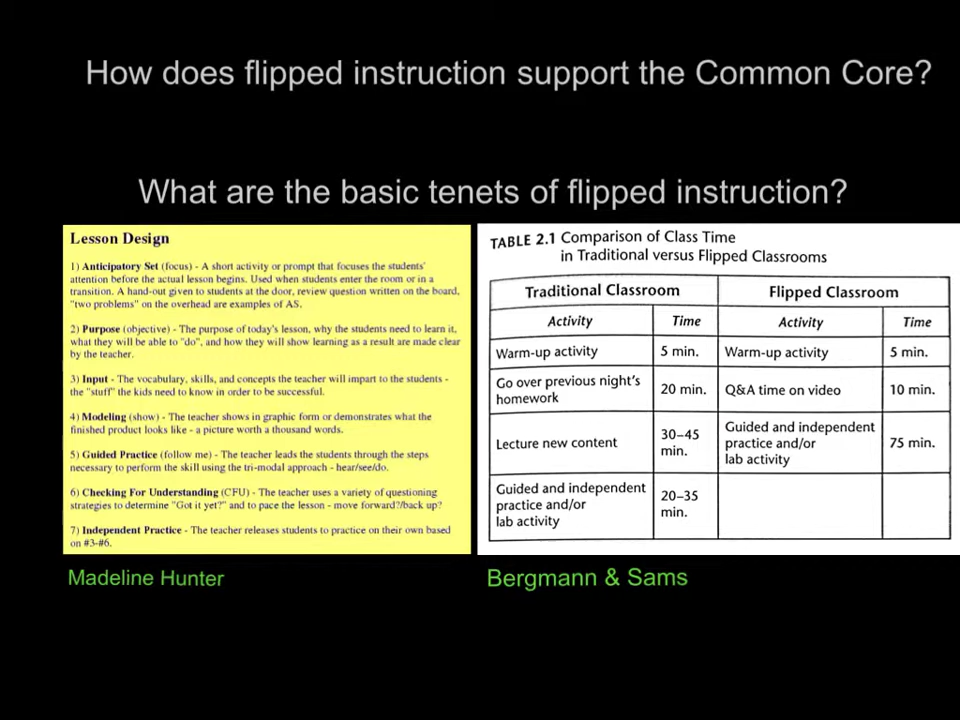 How does flipped instruction support the Common Core?
What are the basic tenets of flipped instruction?
Lesson Design
1) Anticipatory Set (focus) - A short activity or prompt that focuses the students'
attention before the actual lesson begins. Used when students enter the room or in a
transition. A hand-out given to students at the door, review question written on the board,
"two problems" on the overhead are examples of AS.
2) Purpose (objective) - The purpose of today's lesson, why the students need to learn it,
what they will be able to "do", and how they will show learning as a result are made clear
by the teacher.
3) Input - The vocabulary, skills, and concepts the teacher will impart to the students -
the "stuff" the kids need to know in order to be successful.
4) Modeling (show) - The teacher shows in graphic form or demonstrates what the
finished product looks like - a picture worth a thousand words.
5) Guided Practice (follow me) - The teacher leads the students through the steps
necessary to perform the skill using the tri-modal approach - hear/see/do.
6) Checking For Understanding (CFU) - The teacher uses a variety of questioning
strategies to determine "Got it yet?" and to pace the lesson - move forward?/back up?
7) Independent Practice - The teacher releases students to practice on their own based
on #3-#6.
Madeline Hunter
TABLE 2.1 Comparison of Class Time
in Traditional versus Flipped Classrooms
Traditional Classroom Flipped Classroom
Activity Time Activity Time
Warm-up activity 5 min. Warm-up activity 5 min.
Go over previous night's
homework 20 min. Q&A time on video 10 min.
Lecture new content 30–45
min. Guided and independent
practice and/or
lab activity 75 min.
Guided and independent
practice and/or
lab activity 20–35
min.
Bergmann & Sams